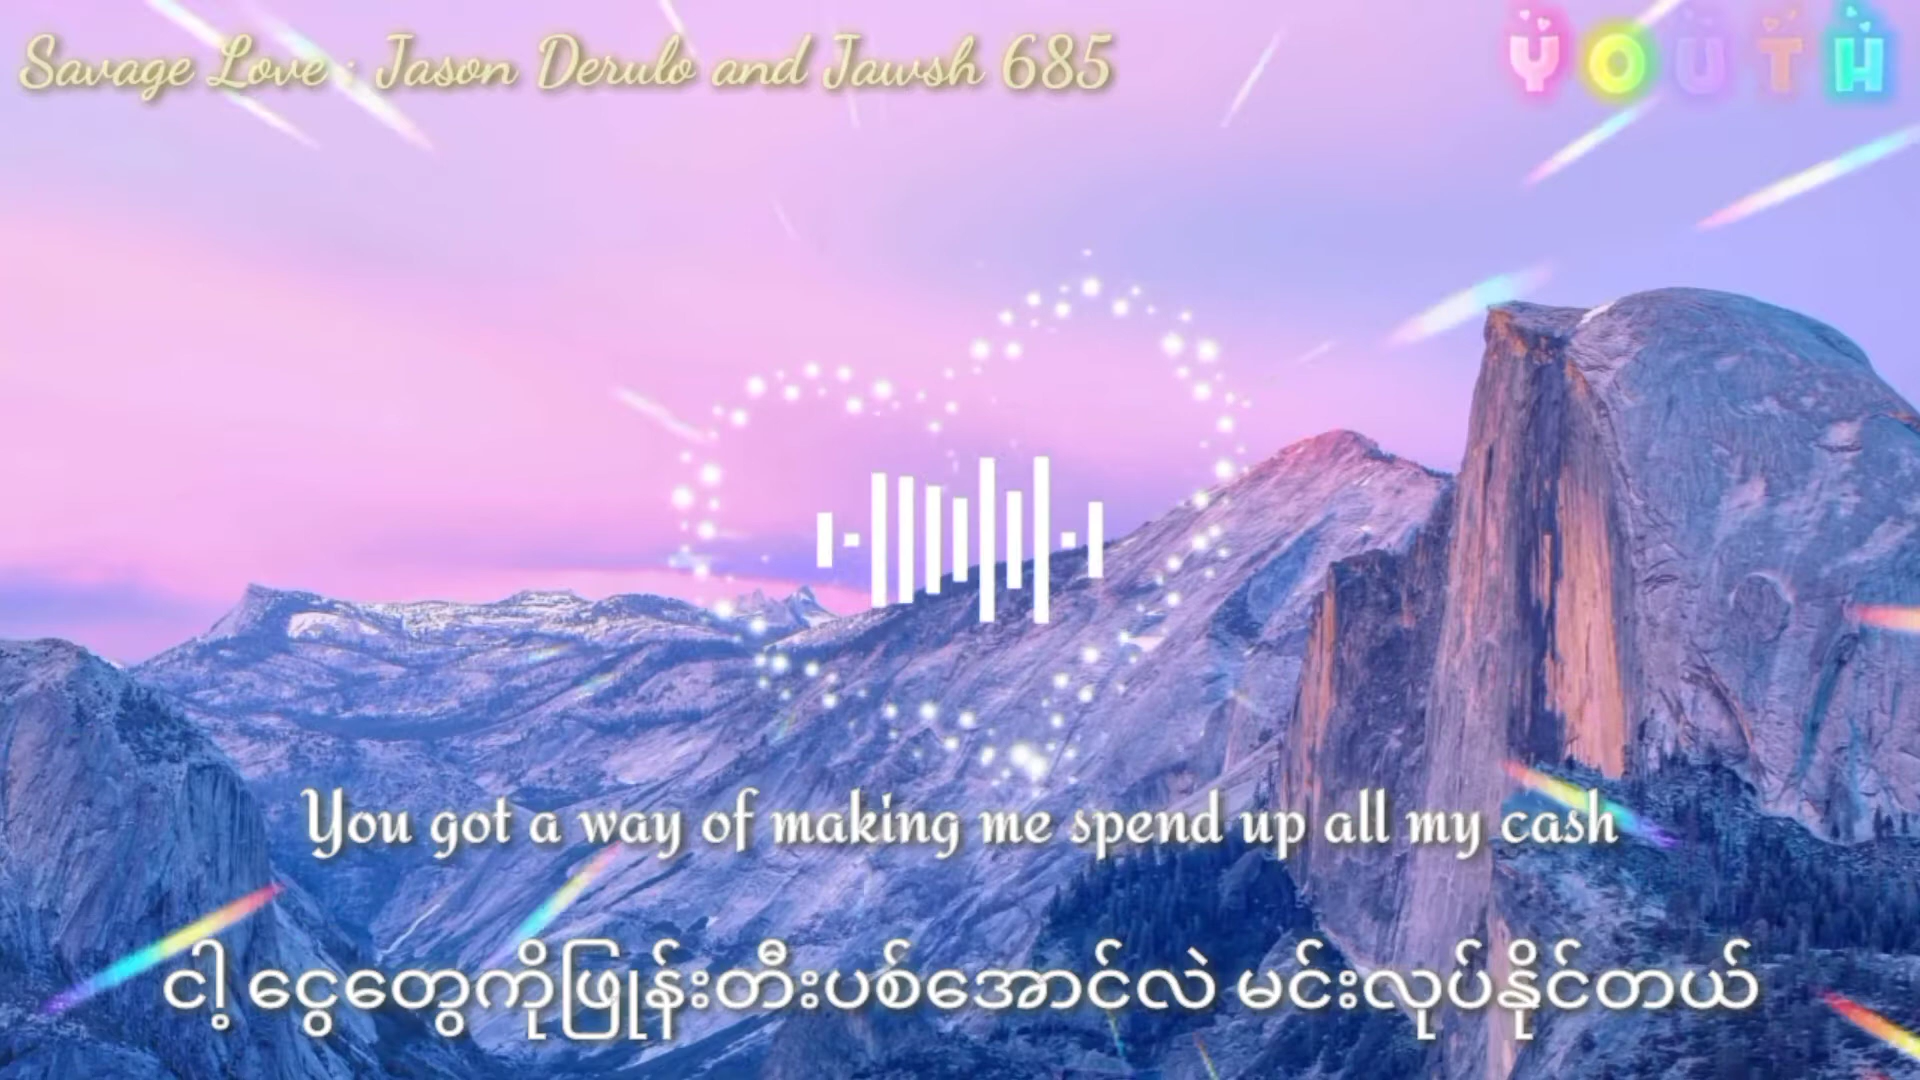 Savage Love : Jason Derulo and Jawsh 685
YOUTH
You got a way of making me spend up all my cash
ငါ့ ငွေတွေကိုဖြုန်းတီးပစ်အောင်လဲ မင်းလုပ်နိုင်တယ်